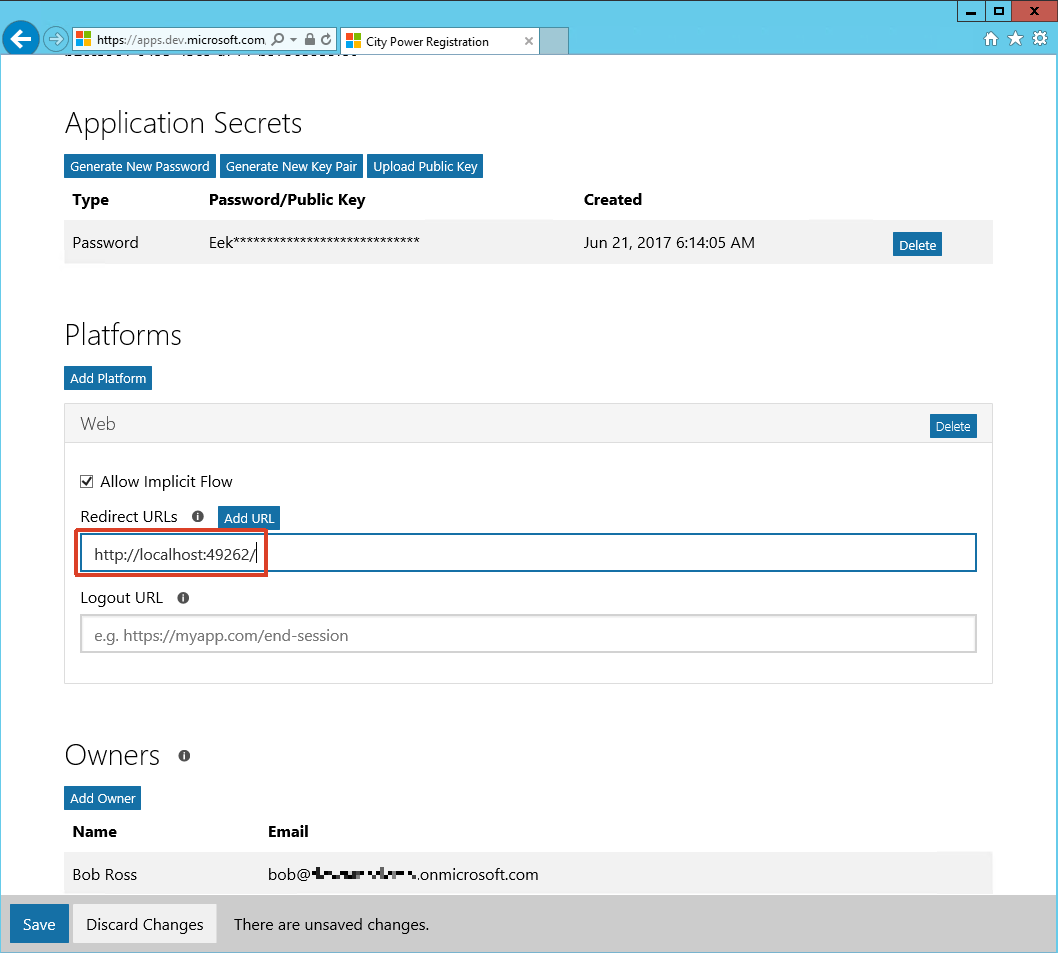 https://apps.dev.microsoft.com
City Power Registration
Application Secrets
Generate New Password Generate New Key Pair Upload Public Key
Type Password/Public Key Created
Password Eek**************************** Jun 21, 2017 6:14:05 AM Delete
Platforms
Add Platform
Web Delete
Allow Implicit Flow
Redirect URLs Add URL
http://localhost:49262/
Logout URL
e.g. https://myapp.com/end-session
Owners
Add Owner
Name Email
Bob Ross bob@ .onmicrosoft.com
Save Discard Changes There are unsaved changes.